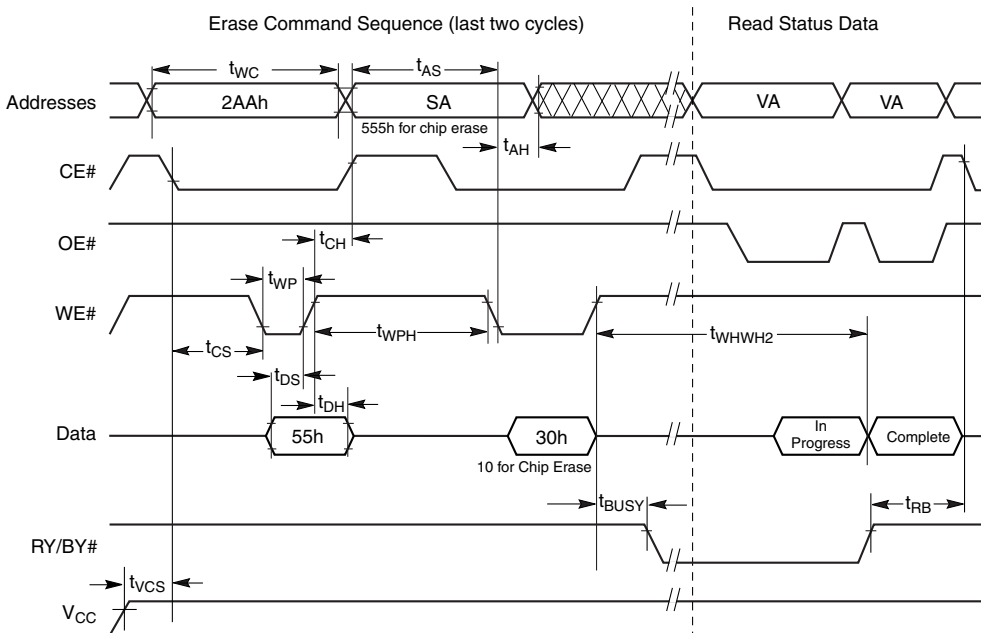 Erase Command Sequence (last two cycles)
Read Status Data
tWC
tAS
Addresses
2AAh
SA
VA
VA
555h for chip erase
tAH
CE#
OE#
tCH
tWP
WE#
tWPH
tWHWH2
tCS
tDS
tDH
Data
55h
30h
In
Progress
Complete
10 for Chip Erase
tBUSY
tRB
RY/BY#
tVCS
VCC